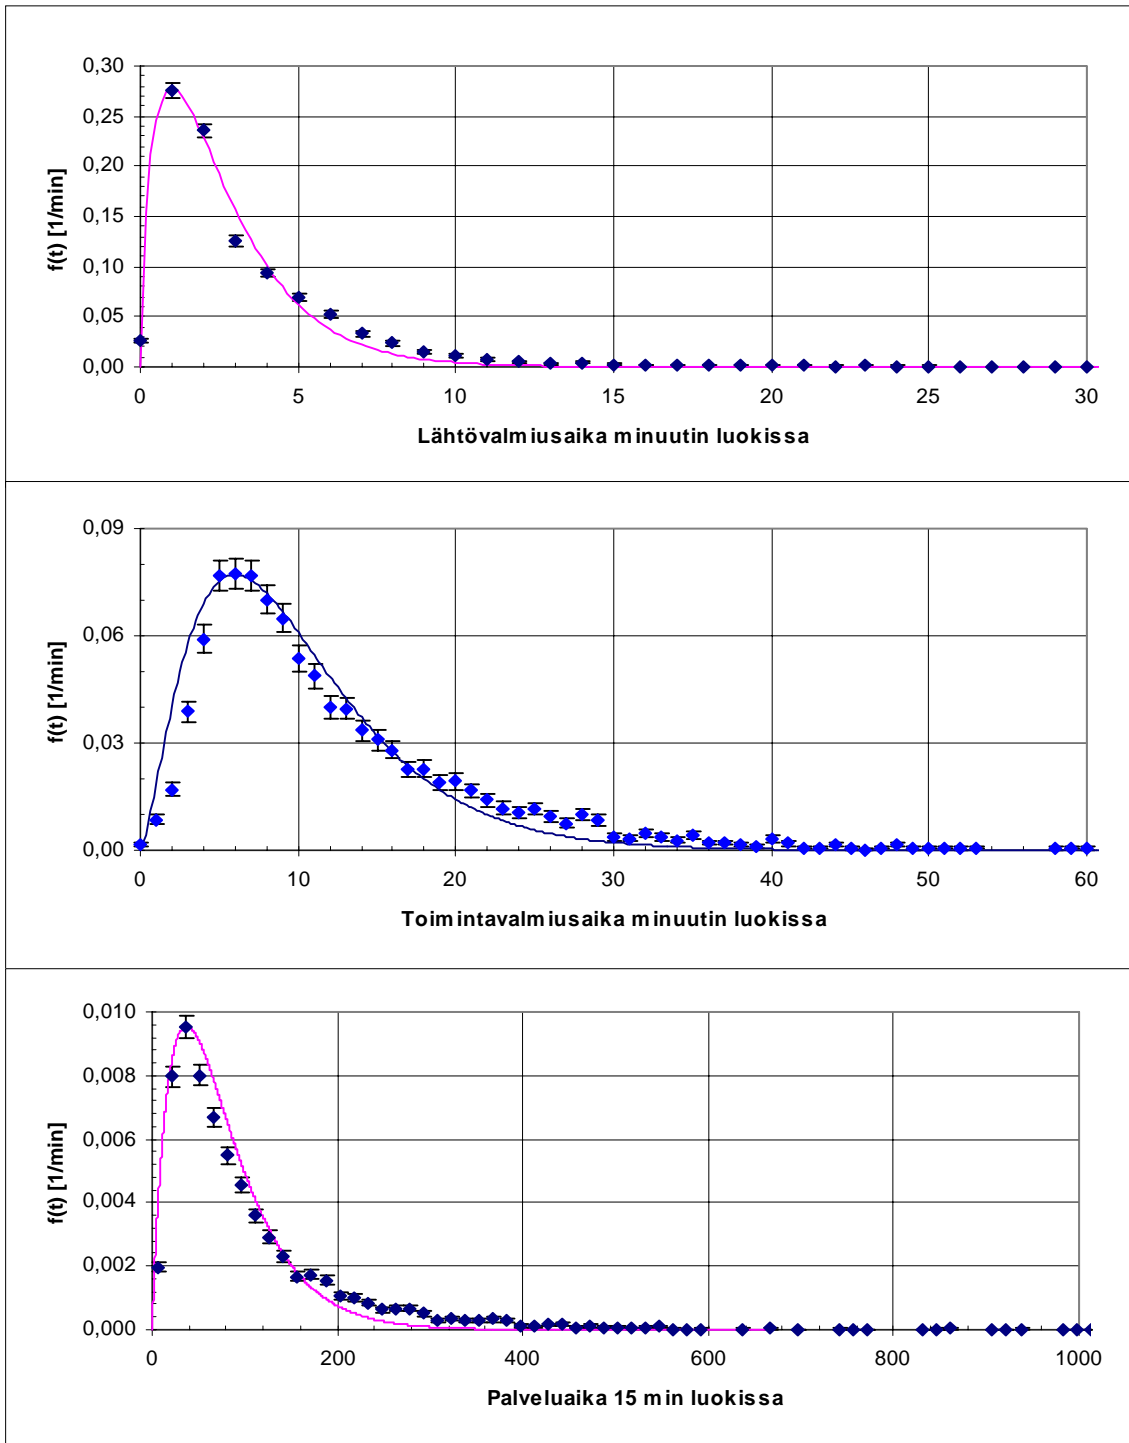 0,30
0,25
0,20
0,15
0,10
0,05
0,00
f(t) [1/min]
0 5 10 15 20 25 30
Lähtövalmiusaika minuutin luokissa
0,09
0,06
0,03
0,00
f(t) [1/min]
0 10 20 30 40 50 60
Toimintavalmiusaika minuutin luokissa
0,010
0,008
0,006
0,004
0,002
0,000
f(t) [1/min]
0 200 400 600 800 1000
Palveluaika 15 min luokissa